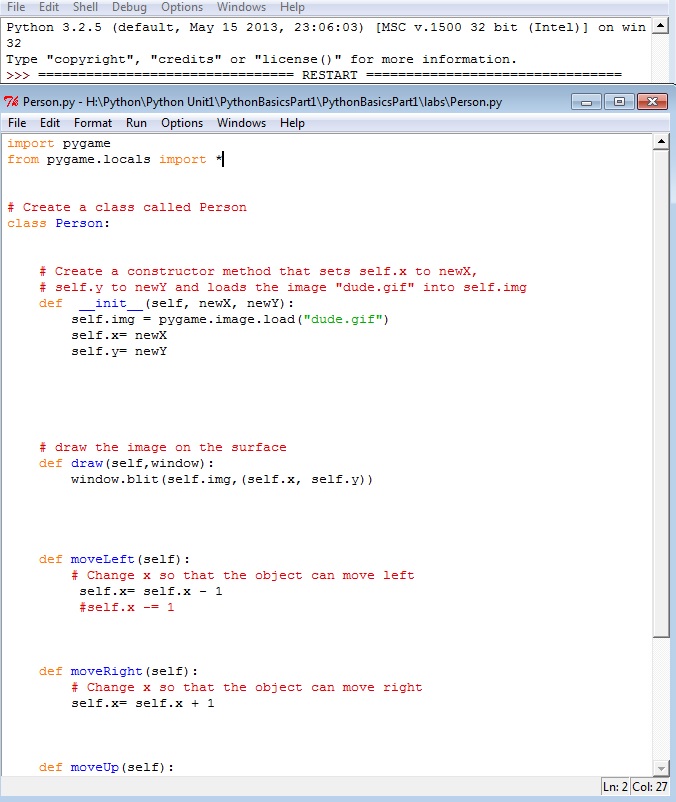 File Edit Shell Debug Options Windows Help
Python 3.2.5 (default, May 15 2013, 23:06:03) [MSC v.1500 32 bit (Intel)] on win
32
Type "copyright", "credits" or "license()" for more information.
>>> ================================ RESTART ================================
Person.py - H:\Python\Python Unit1\PythonBasicsPart1\PythonBasicsPart1\labs\Person.py
File Edit Format Run Options Windows Help
import pygame
from pygame.locals import *
# Create a class called Person
class Person:
# Create a constructor method that sets self.x to newX,
# self.y to newY and loads the image "dude.gif" into self.img
def __init__(self, newX, newY):
self.img = pygame.image.load("dude.gif")
self.x= newX
self.y= newY
# draw the image on the surface
def draw(self,window):
window.blit(self.img,(self.x, self.y))
def moveLeft(self):
# Change x so that the object can move left
self.x= self.x - 1
#self.x -= 1
def moveRight(self):
# Change x so that the object can move right
self.x= self.x + 1
def moveUp(self):
Ln: 2 Col: 27